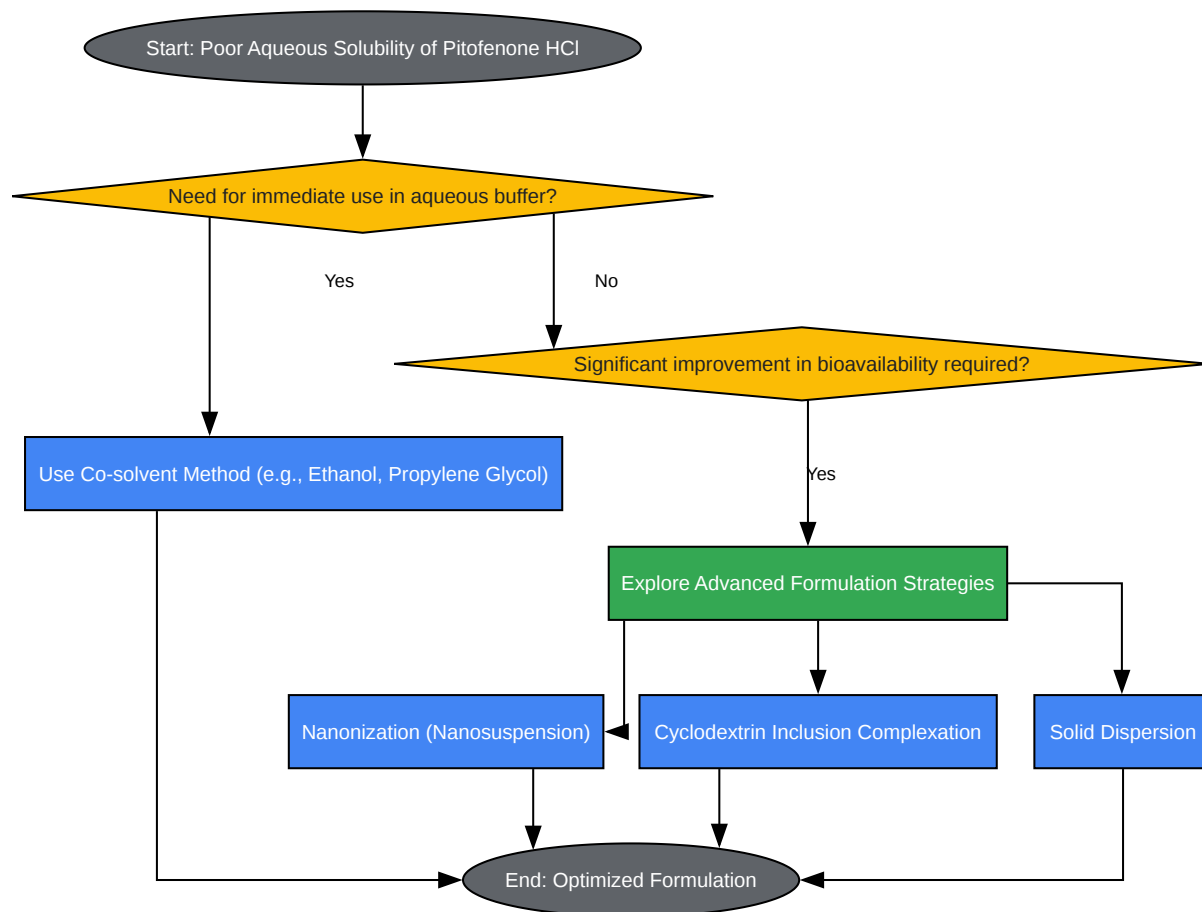 Start: Poor Aqueous Solubility of Pitofenone HCl
Need for immediate use in aqueous buffer?
Yes
No
Significant improvement in bioavailability required?
Use Co-solvent Method (e.g., Ethanol, Propylene Glycol)
Yes
Explore Advanced Formulation Strategies
Nanonization (Nanosuspension)
Cyclodextrin Inclusion Complexation
Solid Dispersion
End: Optimized Formulation